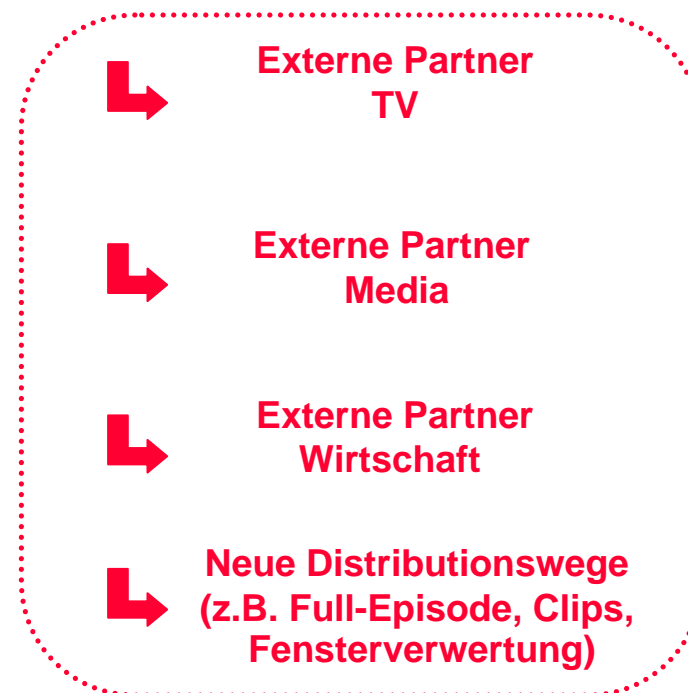 Externe Partner
TV
Externe Partner
Media
Externe Partner
Wirtschaft
Neue Distributionswege
(z.B. Full-Episode, Clips,
Fensterverwertung)